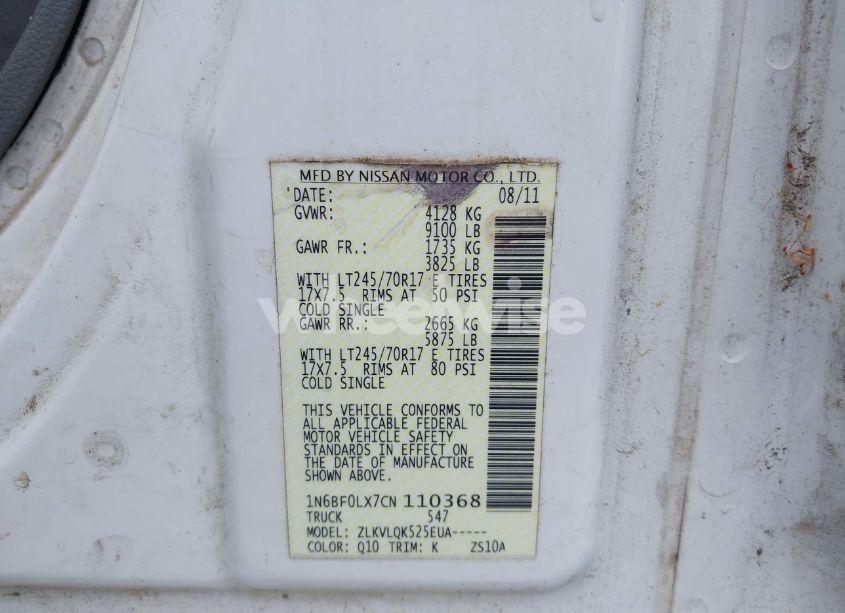 MFD BY NISSAN MOTOR CO., LTD.
DATE: 08/11
GVWR: 4128 KG
9100 LB
GAWR FR.: 1735 KG
3825 LB
WITH LT245/70R17 E TIRES
17X7.5 RIMS AT 50 PSI
COLD SINGLE
GAWR RR.: 2665 KG
5875 LB
WITH LT245/70R17 E TIRES
17X7.5 RIMS AT 80 PSI
COLD SINGLE
THIS VEHICLE CONFORMS TO
ALL APPLICABLE FEDERAL
MOTOR VEHICLE SAFETY
STANDARDS IN EFFECT ON
THE DATE OF MANUFACTURE
SHOWN ABOVE.
1N6BF0LX7CN 110368
TRUCK 547
MODEL: ZLKVLQK525EUA-----
COLOR: Q10 TRIM: K ZS10A
wheelwise